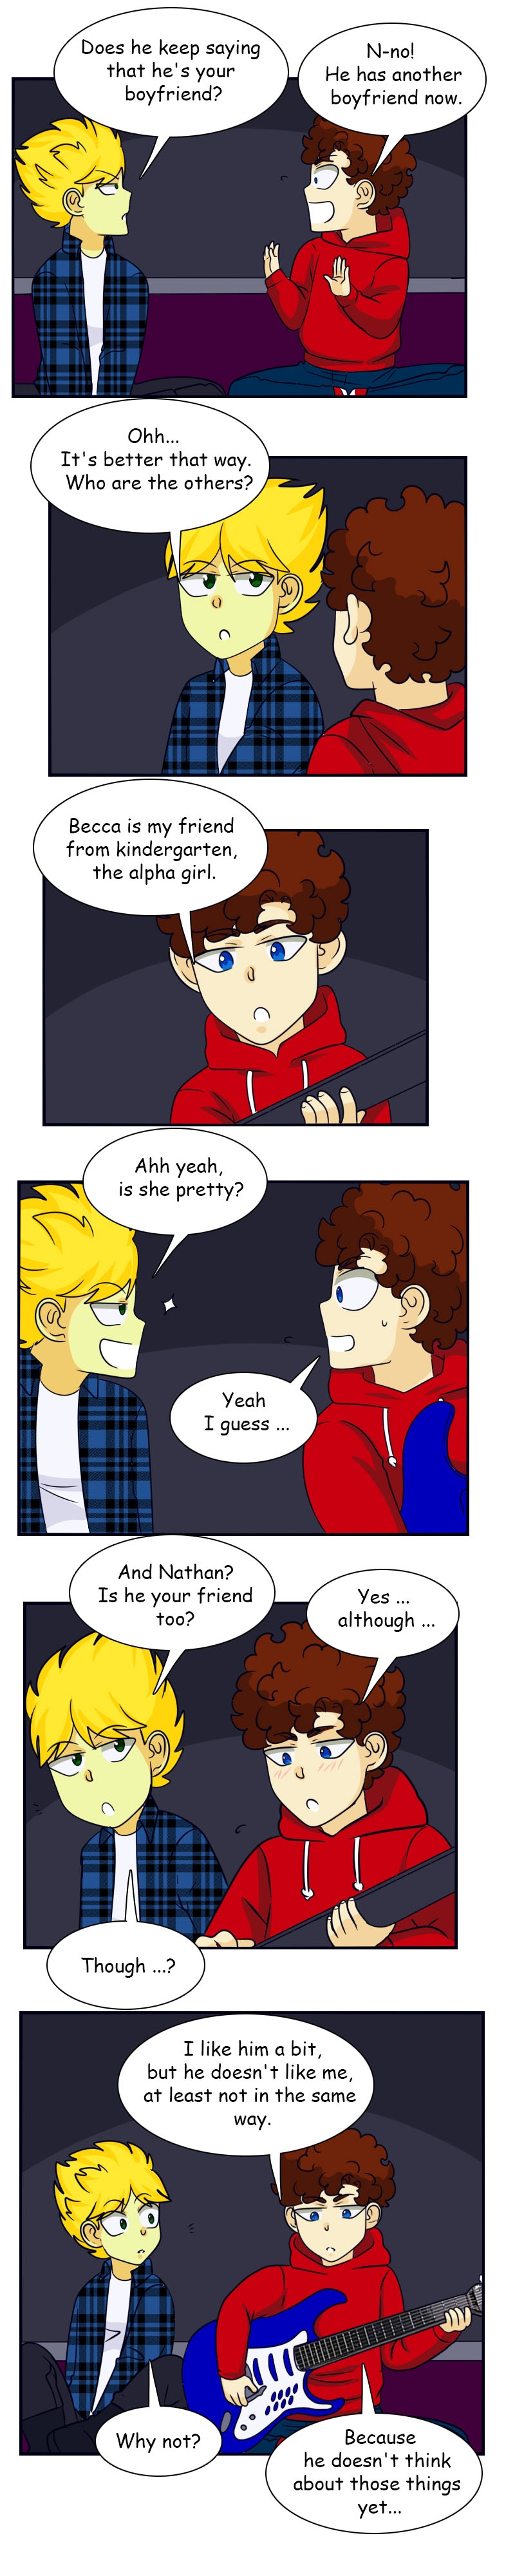 Does he keep saying
that he's your
boyfriend?
N-no!
He has another
boyfriend now.
Ohh...
It's better that way.
Who are the others?
Becca is my friend
from kindergarten,
the alpha girl.
Ahh yeah,
is she pretty?
Yeah
I guess ...
And Nathan?
Is he your friend
too?
Yes ...
although ...
Though ...?
I like him a bit,
but he doesn't like me,
at least not in the same
way.
Why not?
Because
he doesn't think
about those things
yet...